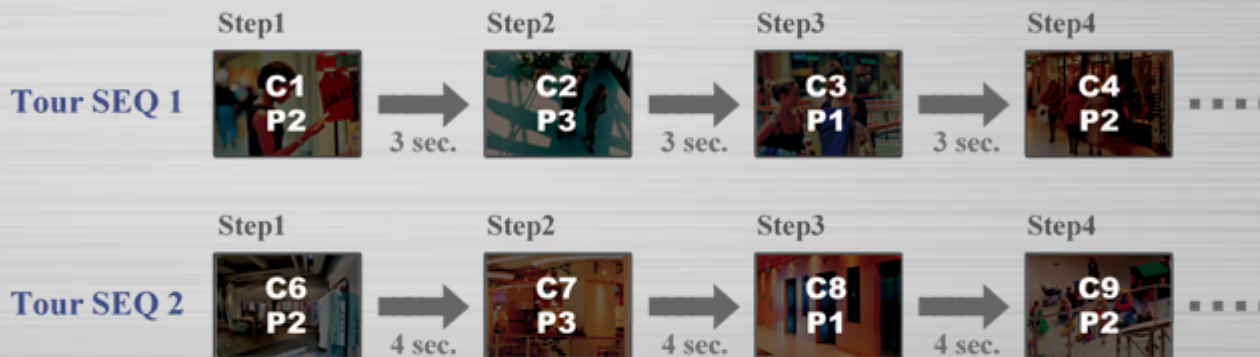 Step1 Step2 Step3 Step4
Tour SEQ 1
C1 P2
C2 P3
C3 P1
C4 P2
3 sec. 3 sec. 3 sec.
Step1 Step2 Step3 Step4
Tour SEQ 2
C6 P2
C7 P3
C8 P1
C9 P2
4 sec. 4 sec. 4 sec.